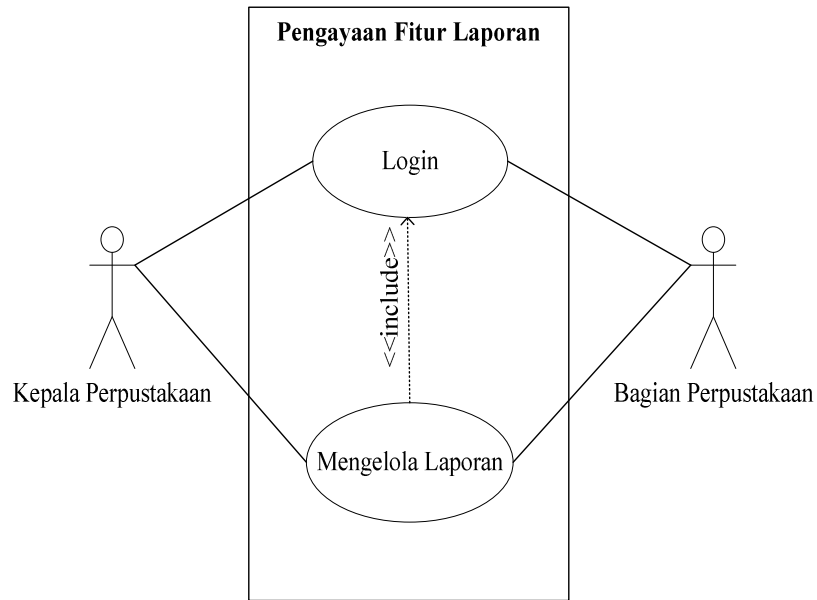 Pengayaan Fitur Laporan
Login
<<include>>
Kepala Perpustakaan
Bagian Perpustakaan
Mengelola Laporan